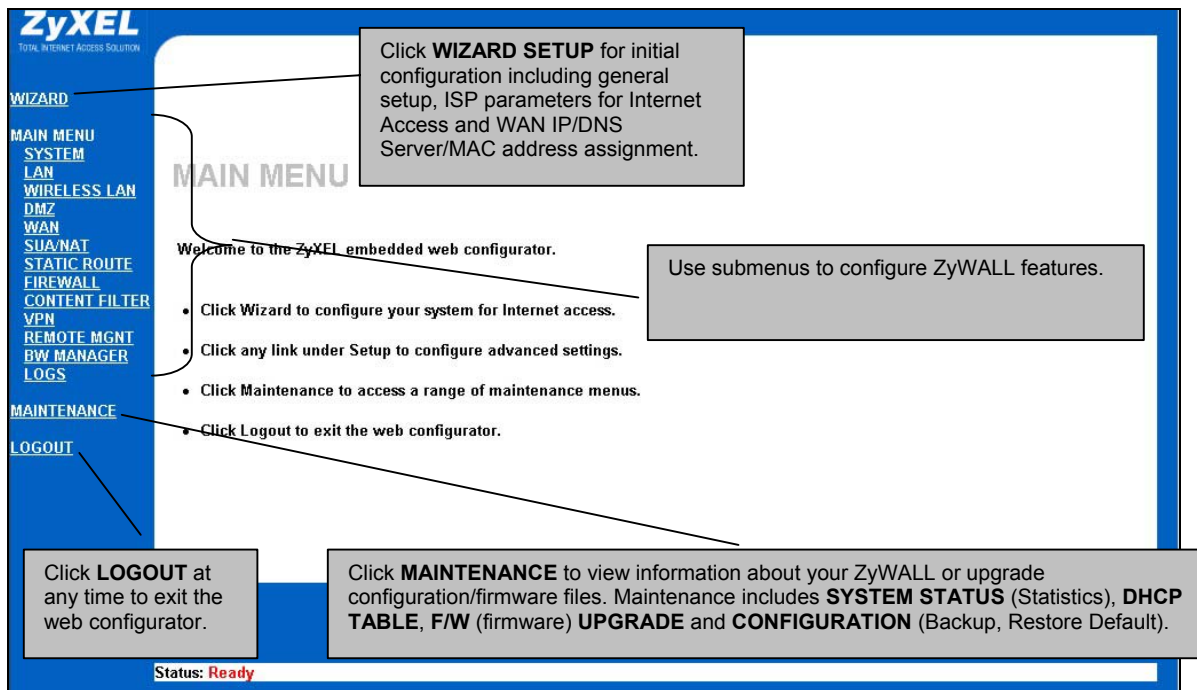 ZyXEL
TOTAL INTERNET ACCESS SOLUTION
WIZARD
MAIN MENU
SYSTEM
LAN
WIRELESS LAN
DMZ
WAN
SUA/NAT
STATIC ROUTE
FIREWALL
CONTENT FILTER
VPN
REMOTE MGNT
BW MANAGER
LOGS
MAINTENANCE
LOGOUT
Click WIZARD SETUP for initial
configuration including general
setup, ISP parameters for Internet
Access and WAN IP/DNS
Server/MAC address assignment.
MAIN MENU
Welcome to the ZyXEL embedded web configurator.
Use submenus to configure ZyWALL features.
• Click Wizard to configure your system for Internet access.
• Click any link under Setup to configure advanced settings.
• Click Maintenance to access a range of maintenance menus.
• Click Logout to exit the web configurator.
Click LOGOUT at
any time to exit the
web configurator.
Click MAINTENANCE to view information about your ZyWALL or upgrade
configuration/firmware files. Maintenance includes SYSTEM STATUS (Statistics), DHCP
TABLE, F/W (firmware) UPGRADE and CONFIGURATION (Backup, Restore Default).
Status: Ready